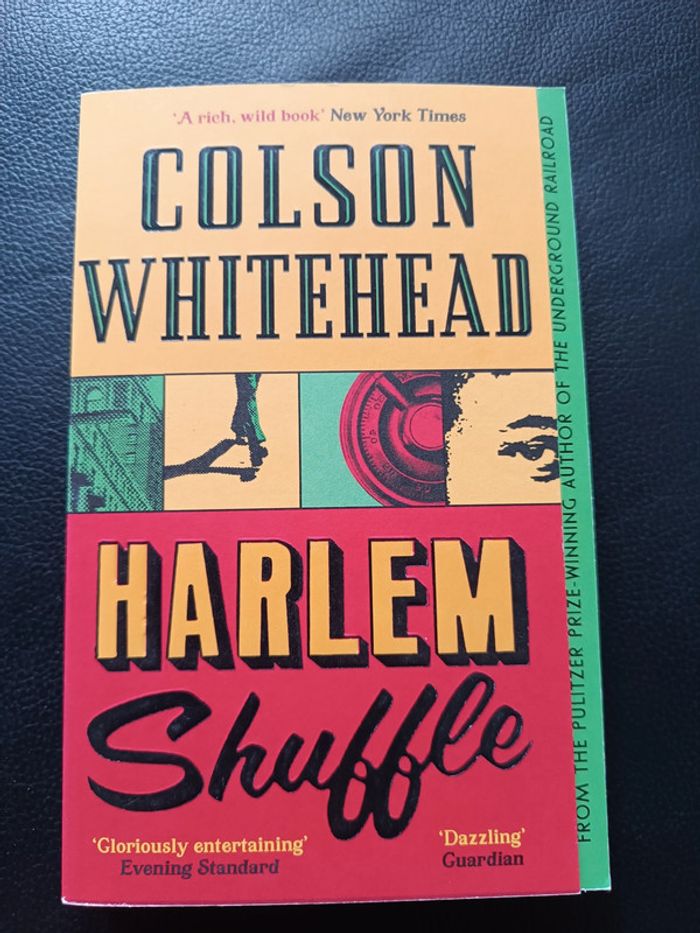 'A rich, wild book' New York Times
COLSON
WHITEHEAD
HARLEM
Shuffle
'Gloriously entertaining'
Evening Standard
'Dazzling'
Guardian
FROM THE PULITZER PRIZE-WINNING AUTHOR OF THE UNDERGROUND RAILROAD